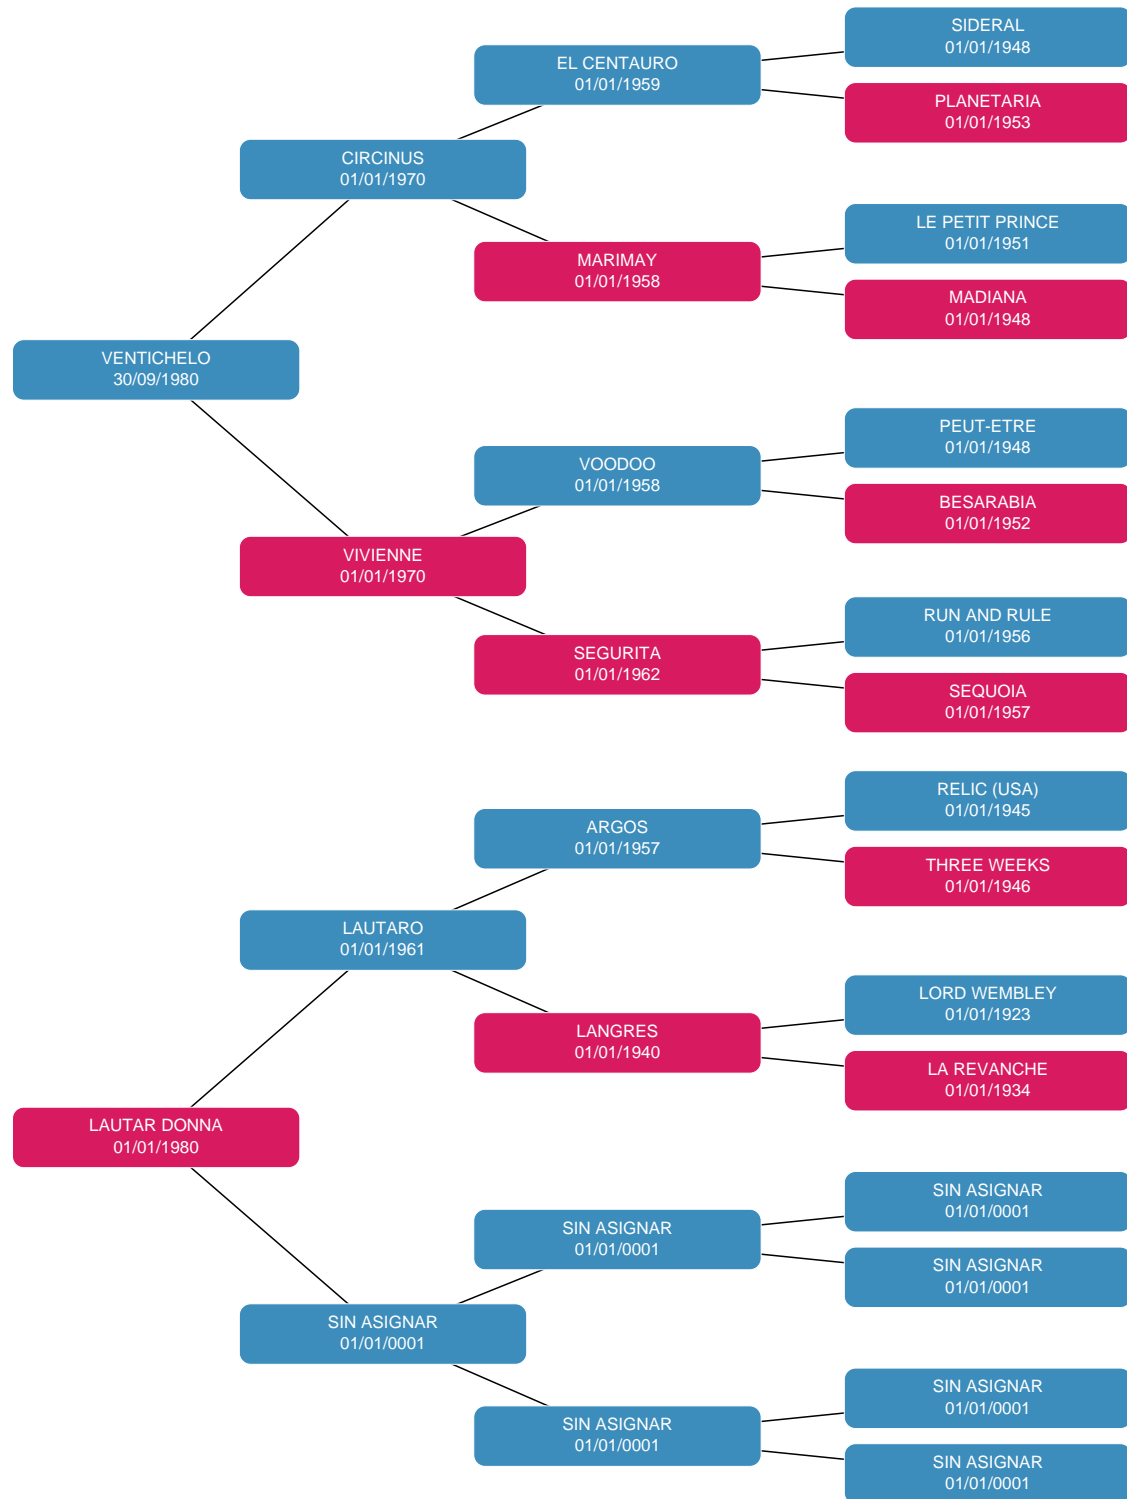 SIDERAL
01/01/1948
EL CENTAURO
01/01/1959
PLANETARIA
01/01/1953
CIRCINUS
01/01/1970
LE PETIT PRINCE
01/01/1951
MARIMAY
01/01/1958
MADIANA
01/01/1948
VENTICHELO
30/09/1980
PEUT-ETRE
01/01/1948
VOODOO
01/01/1958
BESARABIA
01/01/1952
VIVIENNE
01/01/1970
RUN AND RULE
01/01/1956
SEGURITA
01/01/1962
SEQUOIA
01/01/1957
RELIC (USA)
01/01/1945
ARGOS
01/01/1957
THREE WEEKS
01/01/1946
LAUTARO
01/01/1961
LORD WEMBLEY
01/01/1923
LANGRES
01/01/1940
LA REVANCHE
01/01/1934
LAUTAR DONNA
01/01/1980
SIN ASIGNAR
01/01/0001
SIN ASIGNAR
01/01/0001
SIN ASIGNAR
01/01/0001
SIN ASIGNAR
01/01/0001
SIN ASIGNAR
01/01/0001
SIN ASIGNAR
01/01/0001
SIN ASIGNAR
01/01/0001